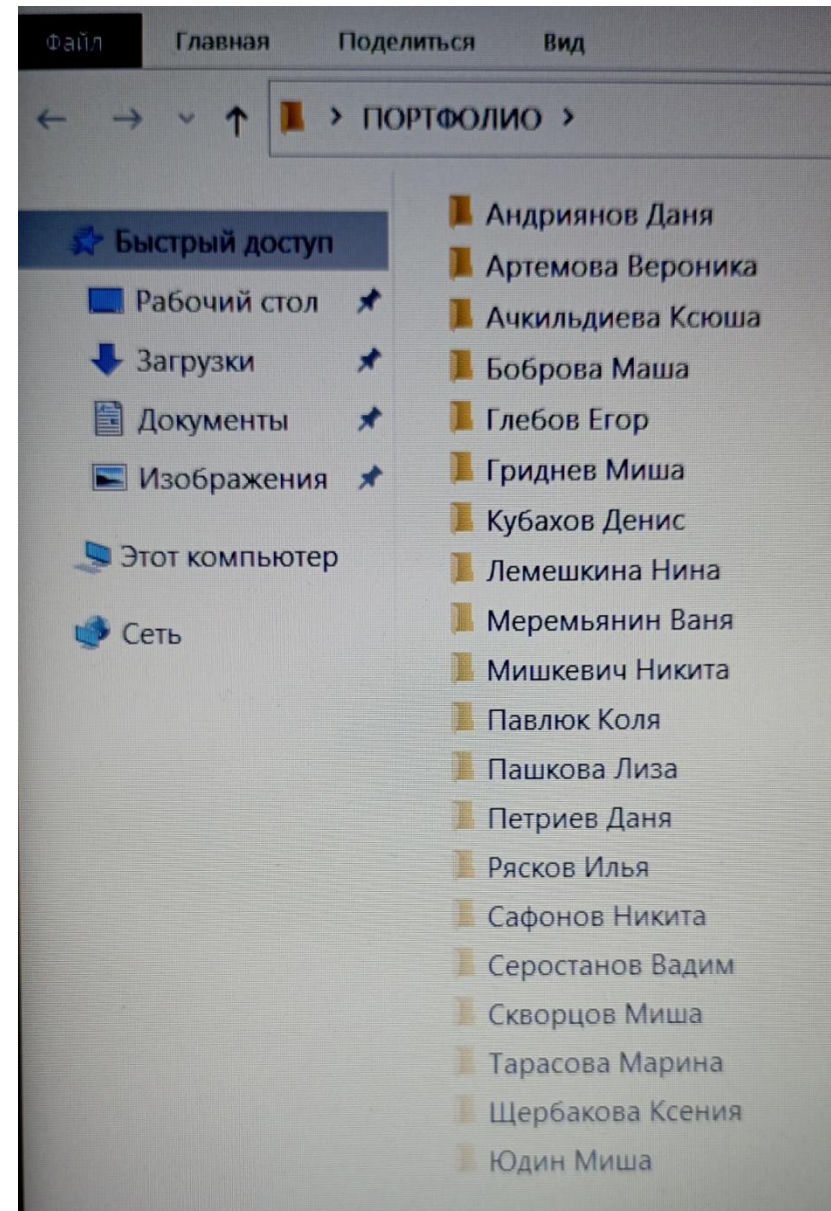 Файл Главная Поделиться Вид
ПОРТФОЛИО
Быстрый доступ
Рабочий стол
Загрузки
Документы
Изображения
Этот компьютер
Сеть
Андриянов Даня
Артемова Вероника
Ачкильдиева Ксюша
Боброва Маша
Глебов Егор
Гриднев Миша
Кубахов Денис
Лемешкина Нина
Меремьянин Ваня
Мишкевич Никита
Павлюк Коля
Пашкова Лиза
Петриев Даня
Рясков Илья
Сафонов Никита
Серостанов Вадим
Скворцов Миша
Тарасова Марина
Щербакова Ксения
Юдин Миша